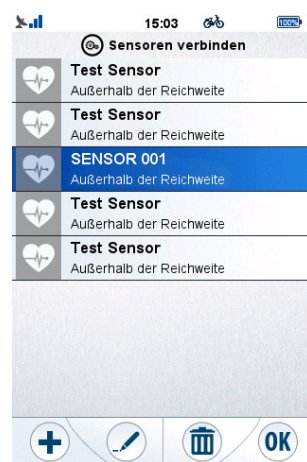 15:03
100%
Sensoren verbinden
Test Sensor
Außerhalb der Reichweite
Test Sensor
Außerhalb der Reichweite
SENSOR 001
Außerhalb der Reichweite
Test Sensor
Außerhalb der Reichweite
Test Sensor
Außerhalb der Reichweite
OK